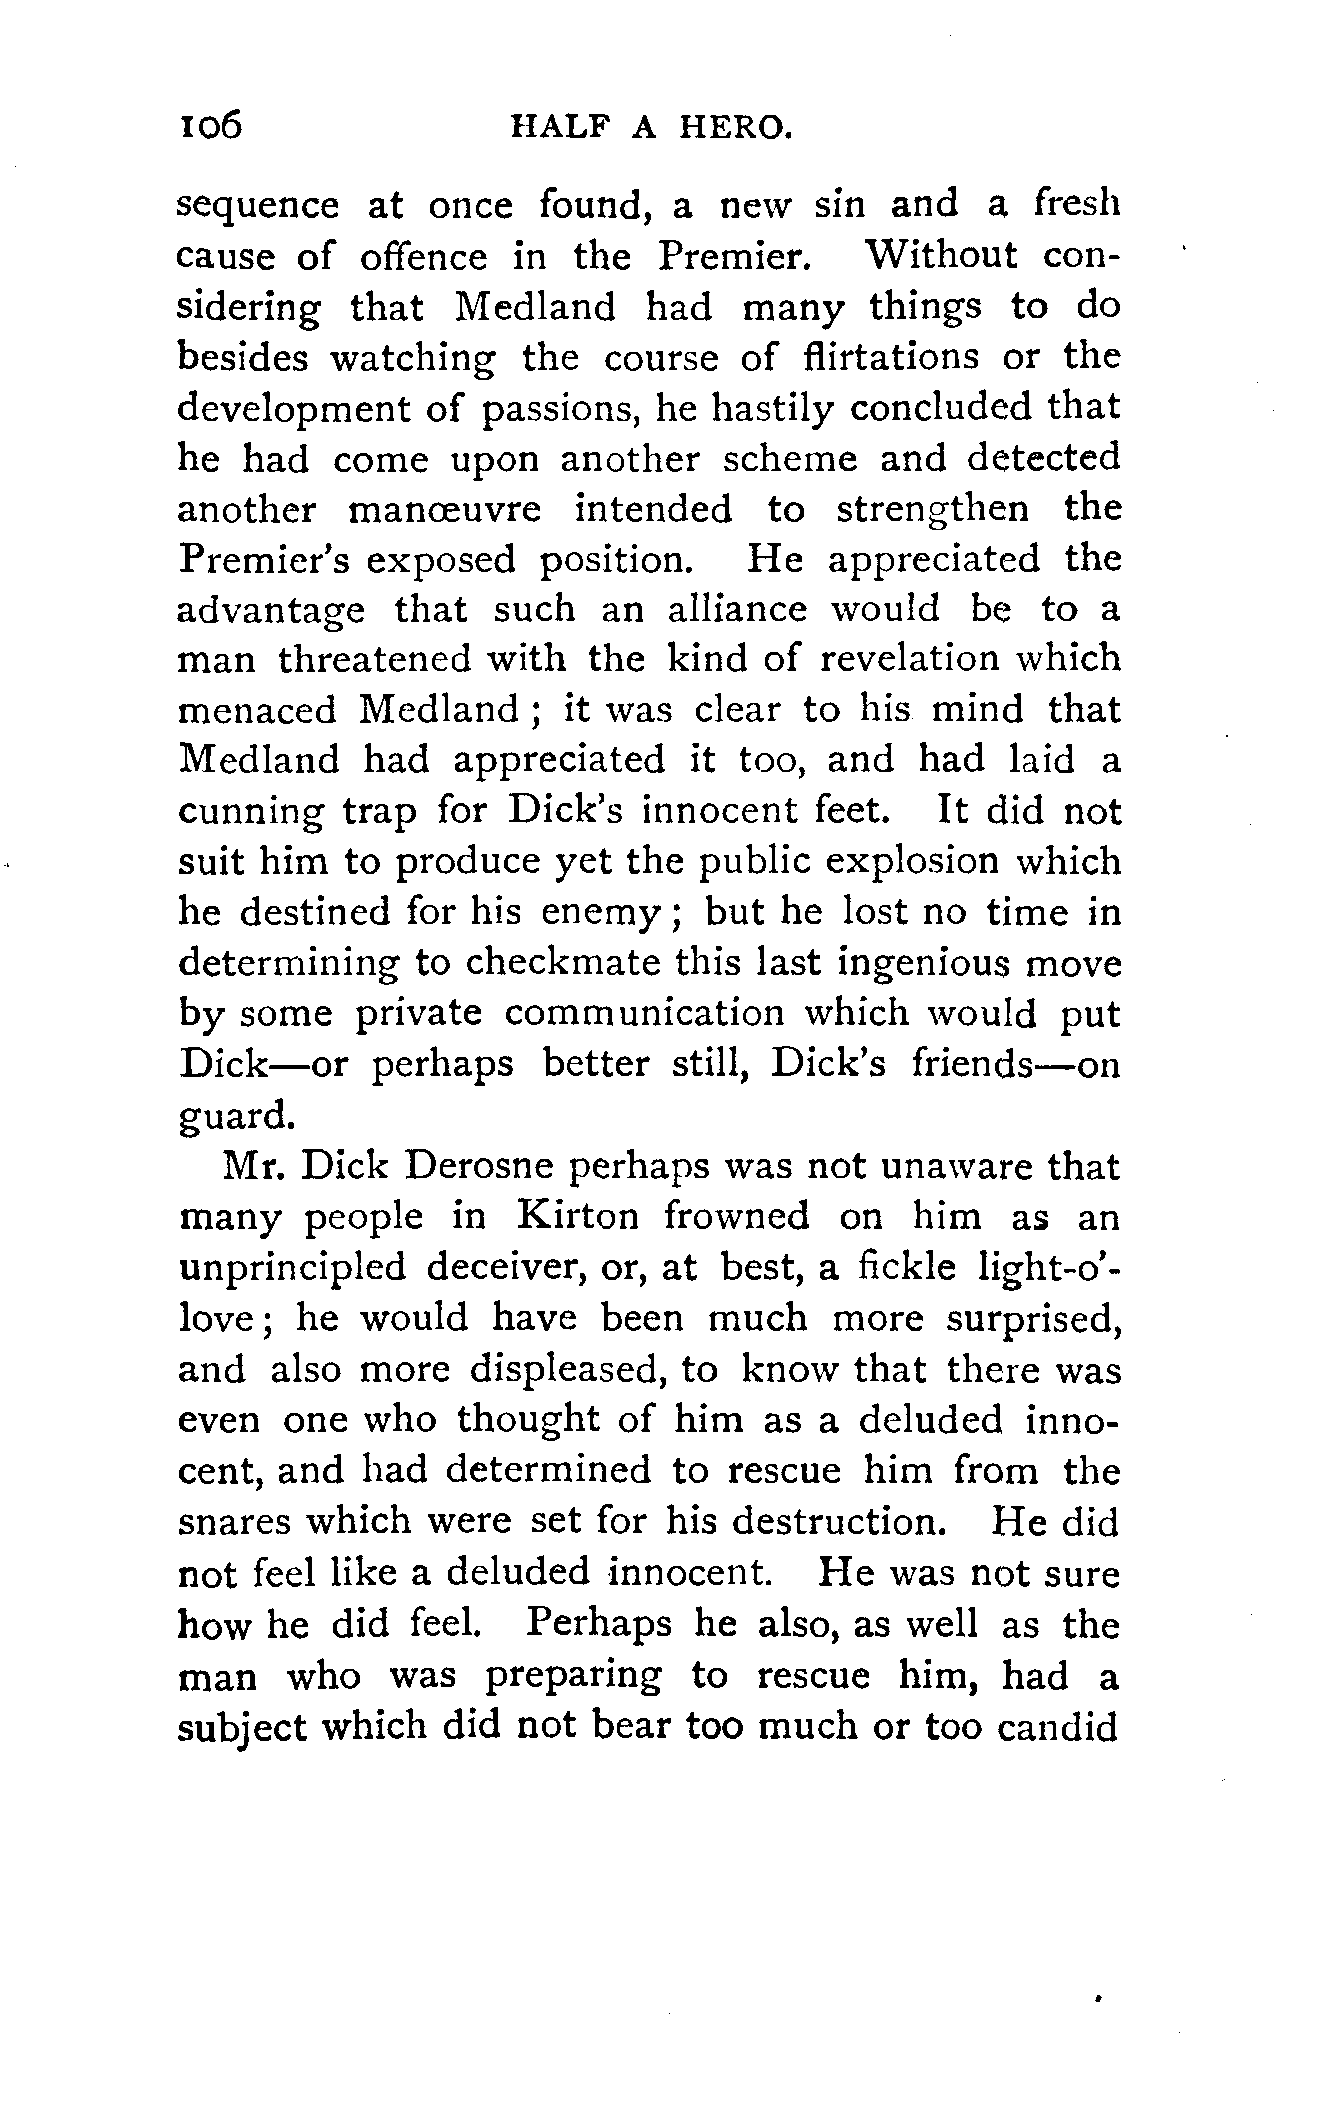 106 HALF A HERO.
sequence at once found, a new sin and a fresh
cause of offence in the Premier. Without con-
sidering that Medland had many things to do
besides watching the course of flirtations or the
development of passions, he hastily concluded that
he had come upon another scheme and detected
another manœuvre intended to strengthen the
Premier's exposed position. He appreciated the
advantage that such an alliance would be to a
man threatened with the kind of revelation which
menaced Medland ; it was clear to his mind that
Medland had appreciated it too, and had laid a
cunning trap for Dick's innocent feet. It did not
suit him to produce yet the public explosion which
he destined for his enemy ; but he lost no time in
determining to checkmate this last ingenious move
by some private communication which would put
Dick—or perhaps better still, Dick's friends—on
guard.
Mr. Dick Derosne perhaps was not unaware that
many people in Kirton frowned on him as an
unprincipled deceiver, or, at best, a fickle light-o'-
love ; he would have been much more surprised,
and also more displeased, to know that there was
even one who thought of him as a deluded inno-
cent, and had determined to rescue him from the
snares which were set for his destruction. He did
not feel like a deluded innocent. He was not sure
how he did feel. Perhaps he also, as well as the
man who was preparing to rescue him, had a
subject which did not bear too much or too candid